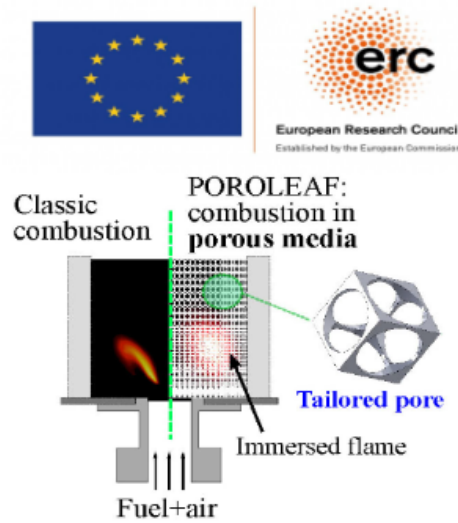 erc
European Research Counci
Established by the European Commission
Classic
combustion
POROLEAF:
combustion in
porous media
Tailored pore
Immersed flame
Fuel+air